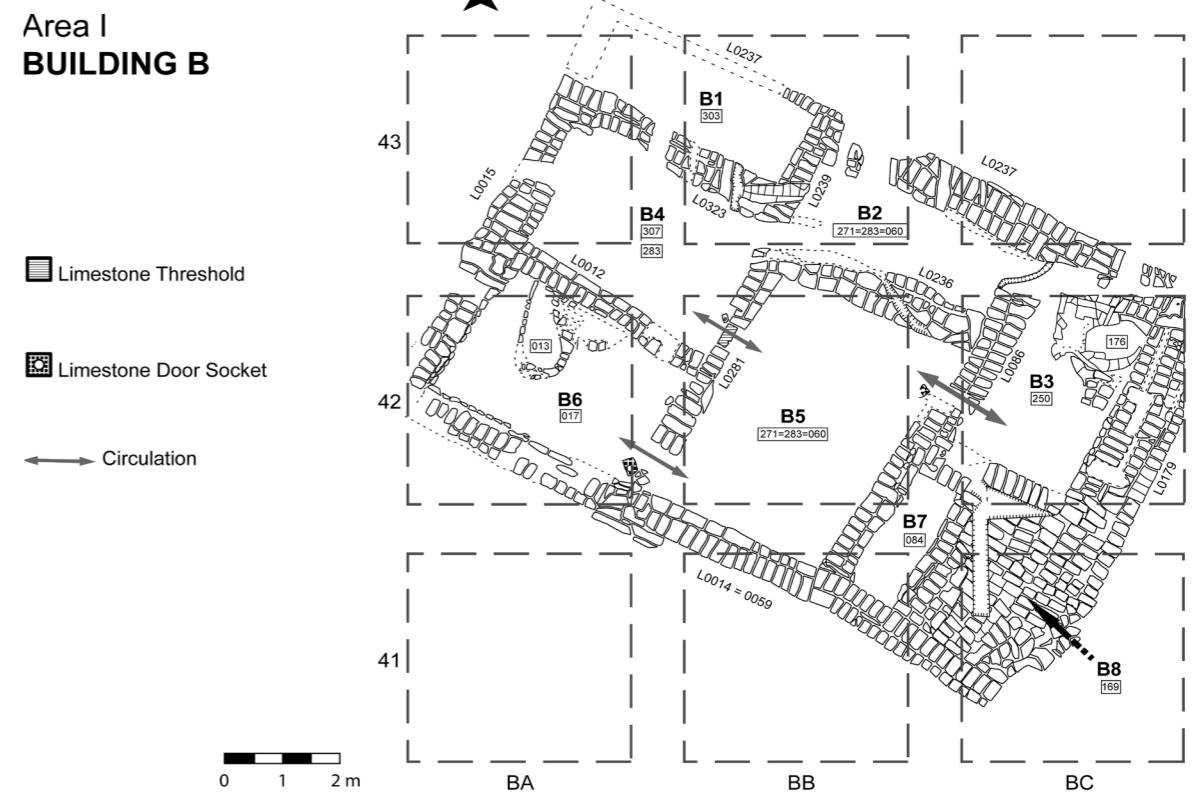 Area I
BUILDING B
L0237
B1
303
43
L0237
L0015
L0239
L0323
B4
307
283
B2
271=283=060
Limestone Threshold
L0012
L0236
013
176
L0281
L0086
B3
250
Limestone Door Socket
42
B6
017
B5
271=283=060
Circulation
L0179
B7
084
L0014 = 0059
41
B8
169
0 1 2 m
BA BB BC